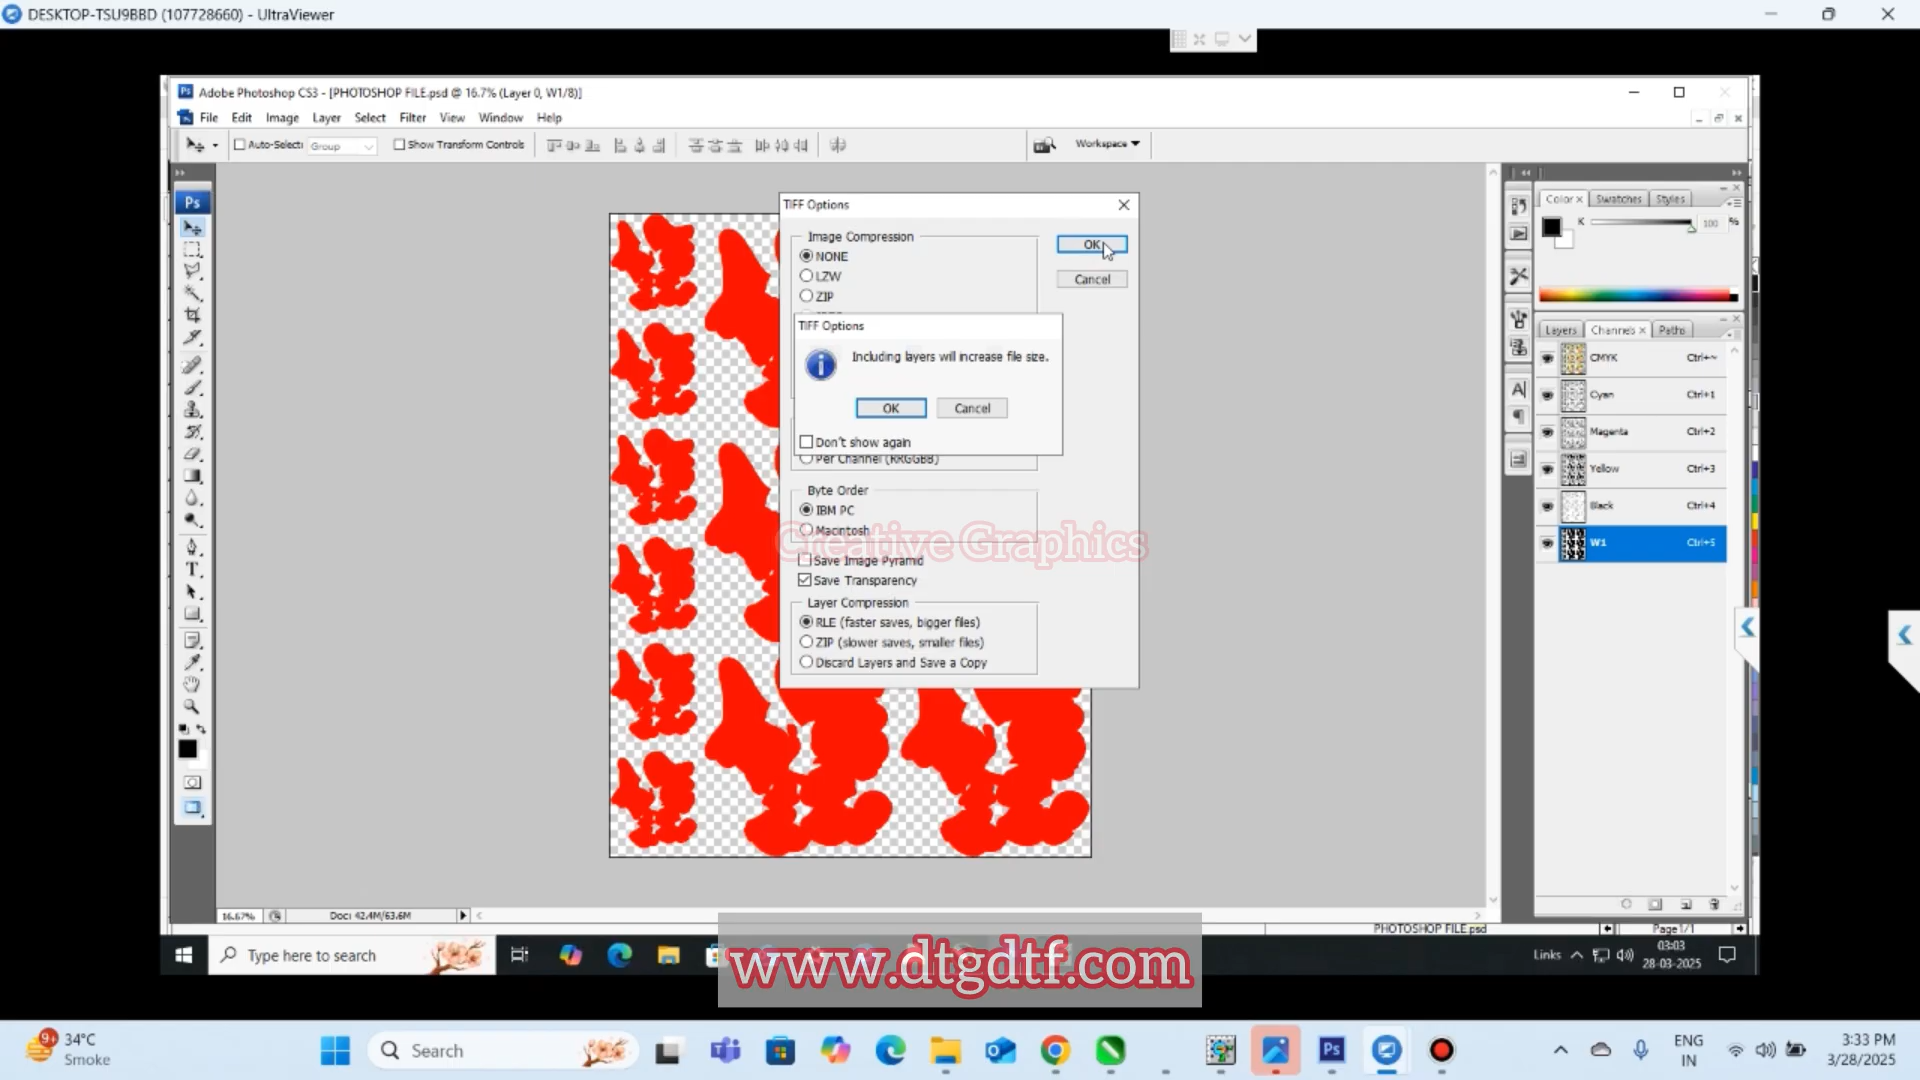 DESKTOP-TSU9BBD (107728660) - UltraViewer
Adobe Photoshop CS3 - [PHOTOSHOP FILE.psd @ 16.7% (Layer 0, W1/8)]
File Edit Image Layer Select Filter View Window Help
Auto-Select: Group Show Transform Controls Workspace
Ps
TIFF Options
Image Compression
NONE
LZW
ZIP
OK
Cancel
TIFF Options
Including layers will increase file size.
OK Cancel
Don't show again
Per Channel (RRGGBB)
Byte Order
IBM PC
Macintosh
Creative Graphics
Save Image Pyramid
Save Transparency
Layer Compression
RLE (faster saves, bigger files)
ZIP (slower saves, smaller files)
Discard Layers and Save a Copy
Color Swatches Styles
K 100 %
Layers Channels Paths
CMYK Ctrl+~
Cyan Ctrl+1
Magenta Ctrl+2
Yellow Ctrl+3
Black Ctrl+4
W1 Ctrl+5
16.67% Doc: 42.4M/63.6M
PHOTOSHOP FILE.psd Page1/1
Type here to search
Links 03:03
28-03-2025
www.dtgdtf.com
9+ 34°C
Smoke
Search
Ps
ENG
IN
3:33 PM
3/28/2025